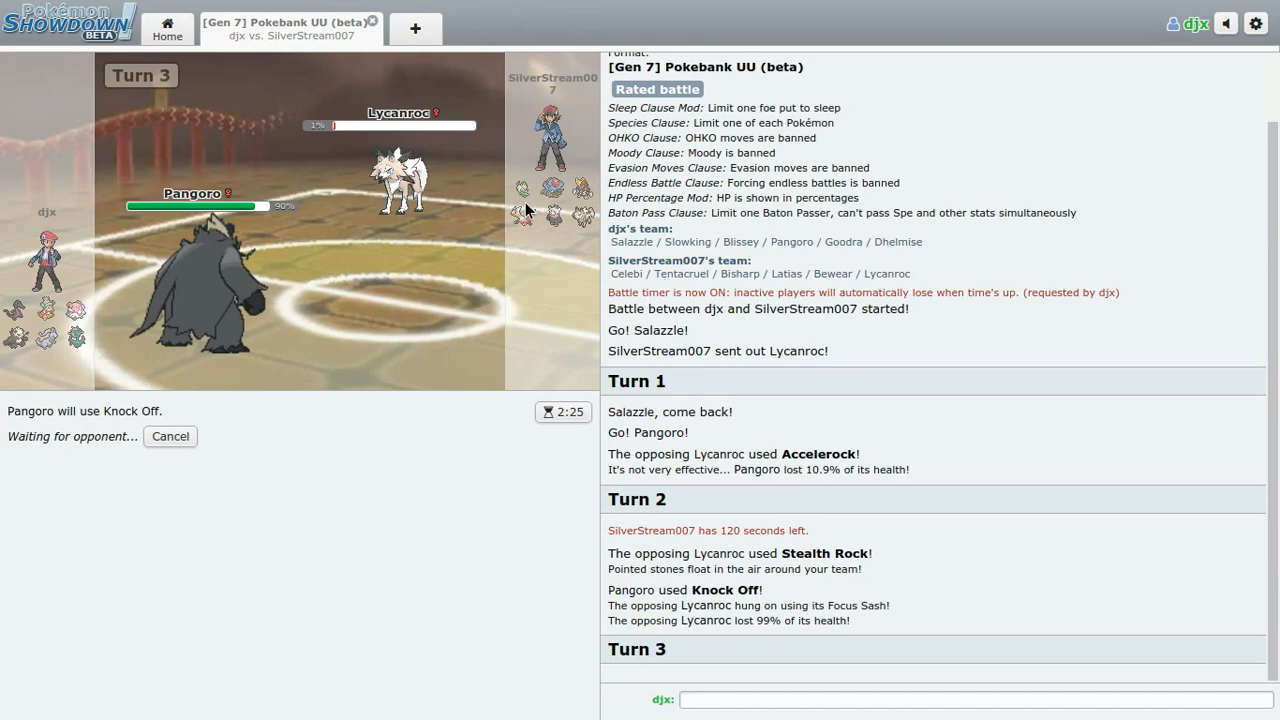 Pokémon
SHOWDOWN!
BETA
Home
[Gen 7] Pokebank UU (beta)
djx vs. SilverStream007
+
djx
Turn 3
Lycanroc ♀
1%
Pangoro ♀
90%
djx
SilverStream00
7
Pangoro will use Knock Off.
Waiting for opponent... Cancel
2:25
Format:
[Gen 7] Pokebank UU (beta)
Rated battle
Sleep Clause Mod: Limit one foe put to sleep
Species Clause: Limit one of each Pokémon
OHKO Clause: OHKO moves are banned
Moody Clause: Moody is banned
Evasion Moves Clause: Evasion moves are banned
Endless Battle Clause: Forcing endless battles is banned
HP Percentage Mod: HP is shown in percentages
Baton Pass Clause: Limit one Baton Passer, can't pass Spe and other stats simultaneously
djx's team:
Salazzle / Slowking / Blissey / Pangoro / Goodra / Dhelmise
SilverStream007's team:
Celebi / Tentacruel / Bisharp / Latias / Bewear / Lycanroc
Battle timer is now ON: inactive players will automatically lose when time's up. (requested by djx)
Battle between djx and SilverStream007 started!
Go! Salazzle!
SilverStream007 sent out Lycanroc!
Turn 1
Salazzle, come back!
Go! Pangoro!
The opposing Lycanroc used Accelerock!
It's not very effective... Pangoro lost 10.9% of its health!
Turn 2
SilverStream007 has 120 seconds left.
The opposing Lycanroc used Stealth Rock!
Pointed stones float in the air around your team!
Pangoro used Knock Off!
The opposing Lycanroc hung on using its Focus Sash!
The opposing Lycanroc lost 99% of its health!
Turn 3
djx: